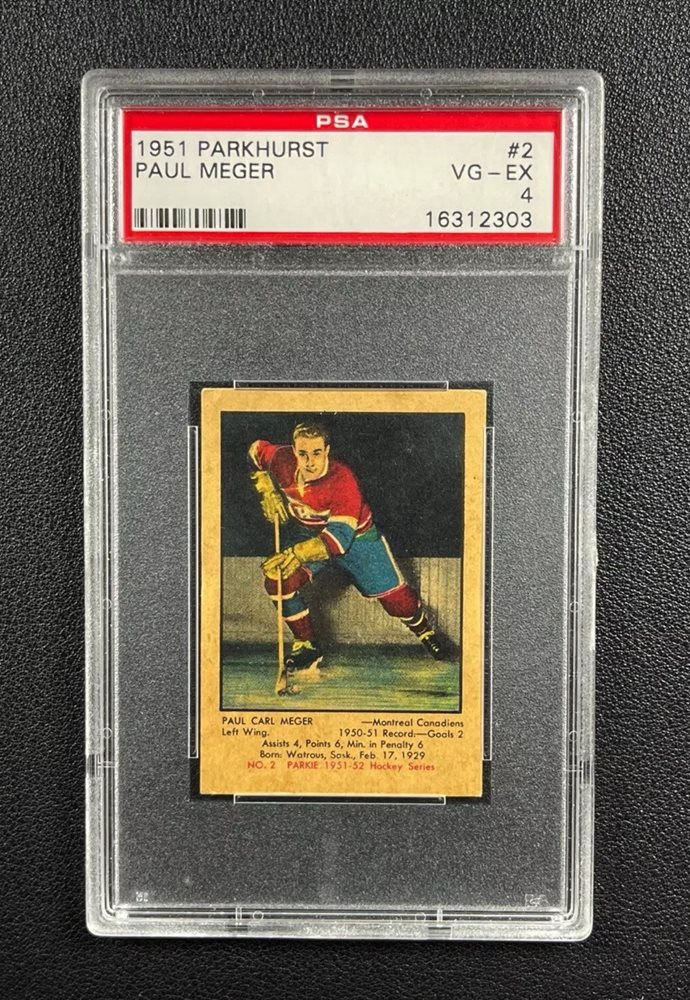 PSA
1951 PARKHURST #2
PAUL MEGER VG-EX
4
16312303
PAUL CARL MEGER —Montreal Canadiens
Left Wing. 1950-51 Record:—Goals 2
Assists 4, Points 6, Min. in Penalty 6
Born: Watrous, Sask., Feb. 17, 1929
NO. 2 PARKIE 1951-52 Hockey Series